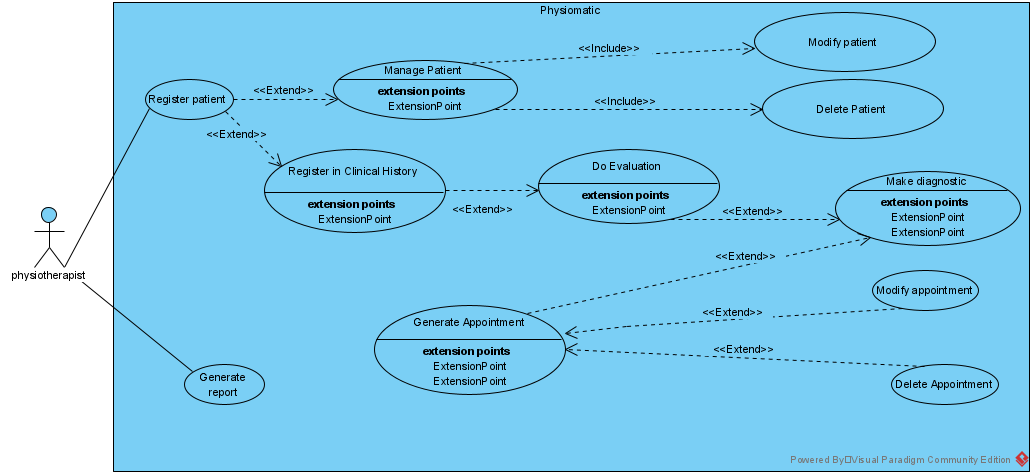 Physiomatic
<<Include>>
Modify patient
Manage Patient
extension points
ExtensionPoint
Register patient
<<Extend>>
<<Include>>
Delete Patient
<<Extend>>
Register in Clinical History
extension points
ExtensionPoint
<<Extend>>
Do Evaluation
extension points
ExtensionPoint
<<Extend>>
Make diagnostic
extension points
ExtensionPoint
ExtensionPoint
<<Extend>>
physiotherapist
Modify appointment
<<Extend>>
Generate Appointment
extension points
ExtensionPoint
ExtensionPoint
<<Extend>>
Delete Appointment
Generate
report
Powered By Visual Paradigm Community Edition